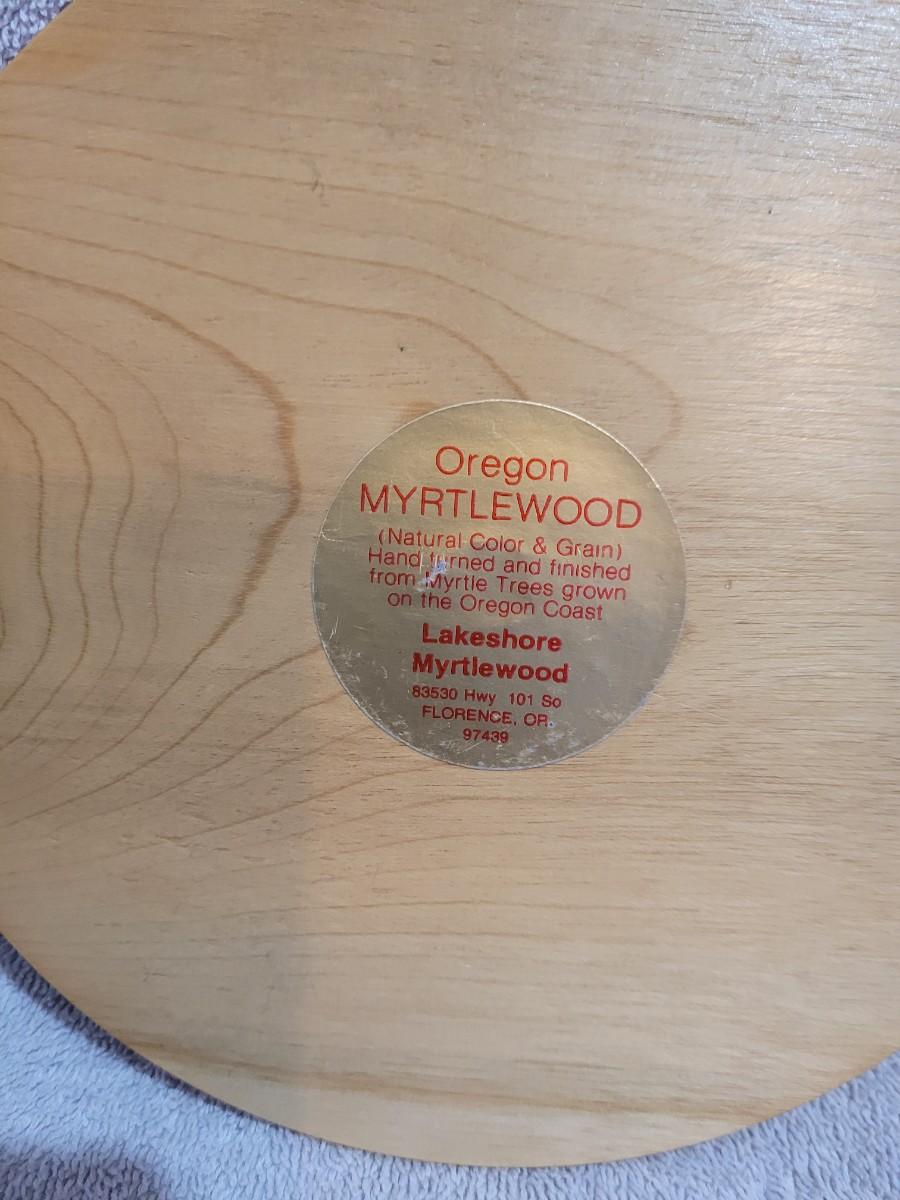 Oregon
MYRTLEWOOD
(Natural Color & Grain)
Hand turned and finished
from Myrtle Trees grown
on the Oregon Coast
Lakeshore
Myrtlewood
83530 Hwy 101 So
FLORENCE, OR.
97439